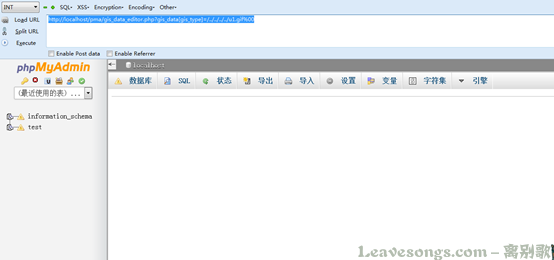 INT SQL- XSS- Encryption- Encoding- Other-
Load URL http://localhost/pma/gis_data_editor.php?gis_data[gis_type]=/../../../../u1.gif%00
Split URL
Execute
Enable Post data Enable Referrer
phpMyAdmin
localhost
(最近使用的表) ...
数据库 SQL 状态 导出 导入 设置 变量 字符集 引擎
information_schema
test
Leavesongs.com - 离别歌